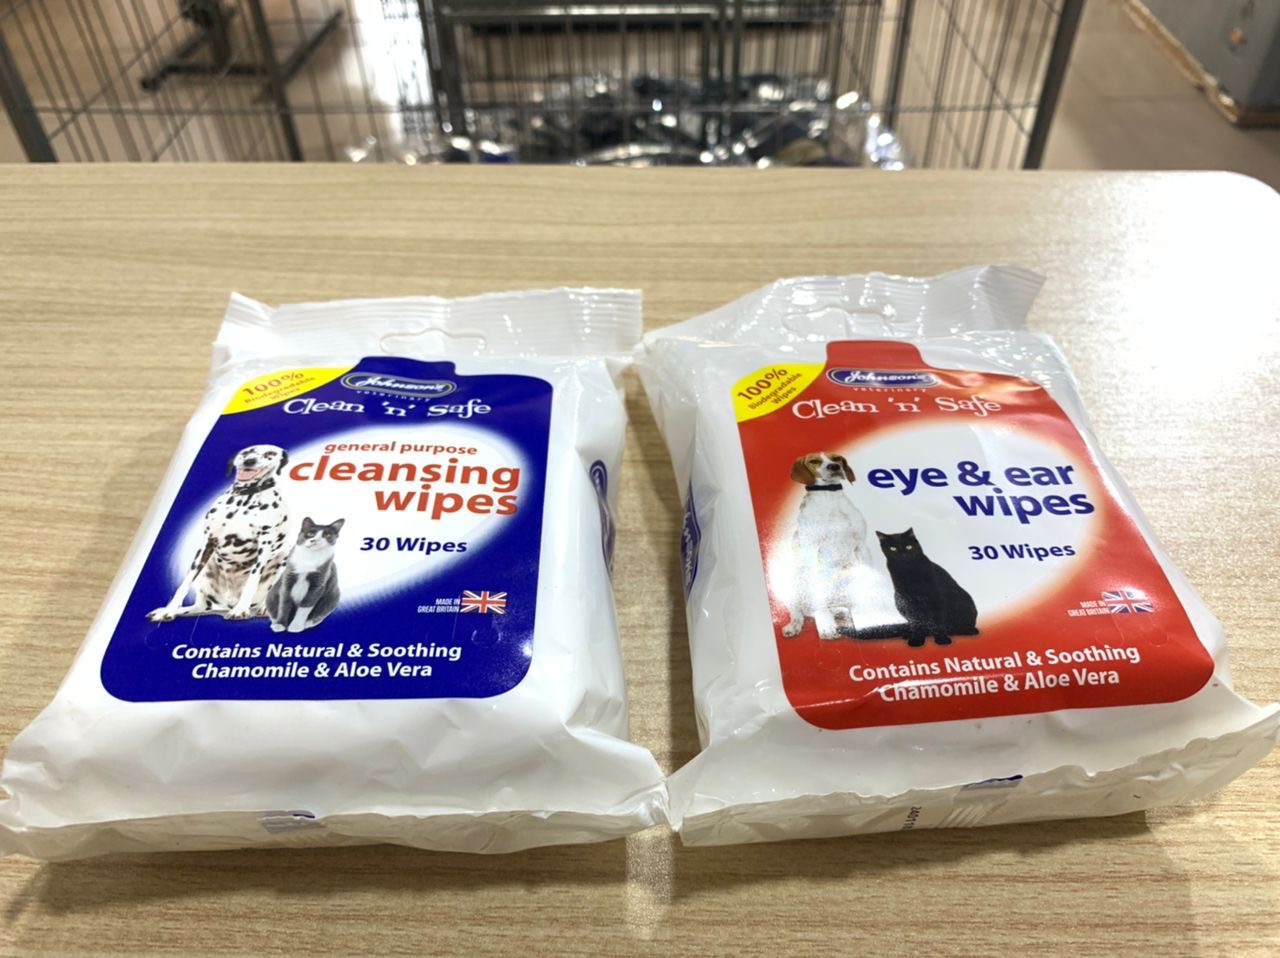 100%
Biodegradable
Wipes
Johnson's
veterinary
Clean 'n' Safe
general purpose
cleansing
wipes
30 Wipes
MADE IN
GREAT BRITAIN
Contains Natural & Soothing
Chamomile & Aloe Vera
100%
Biodegradable
Wipes
Johnson's
veterinary
Clean 'n' Safe
eye & ear
wipes
30 Wipes
MADE IN
GREAT BRITAIN
Contains Natural & Soothing
Chamomile & Aloe Vera